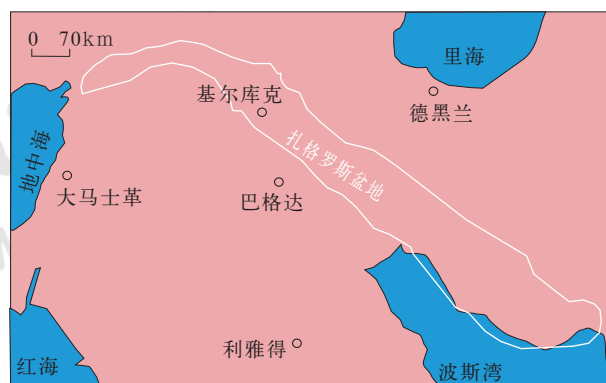 0 70km
里海
基尔库克
德黑兰
地中海
扎格罗斯盆地
大马士革
巴格达
利雅得
红海
波斯湾